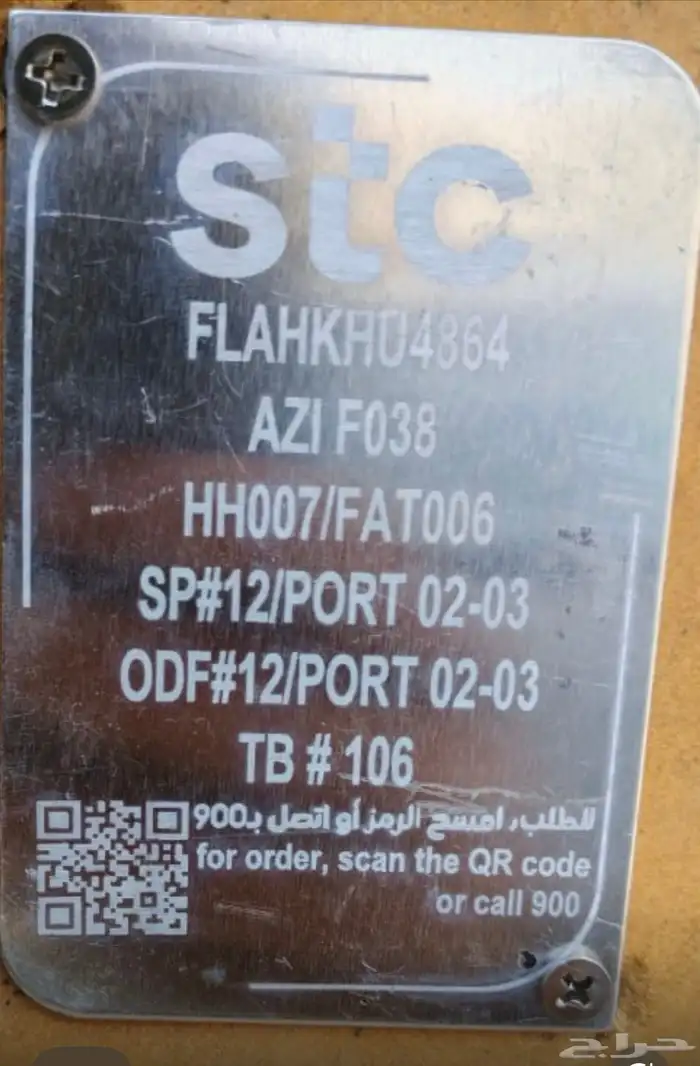 stc
FLAHKHU4864
AZI F038
HH007/FAT006
SP#12/PORT 02-03
ODF#12/PORT 02-03
TB # 106
للطلب، امسح الرمز أو اتصل بـ900
for order, scan the QR code
or call 900
حراج